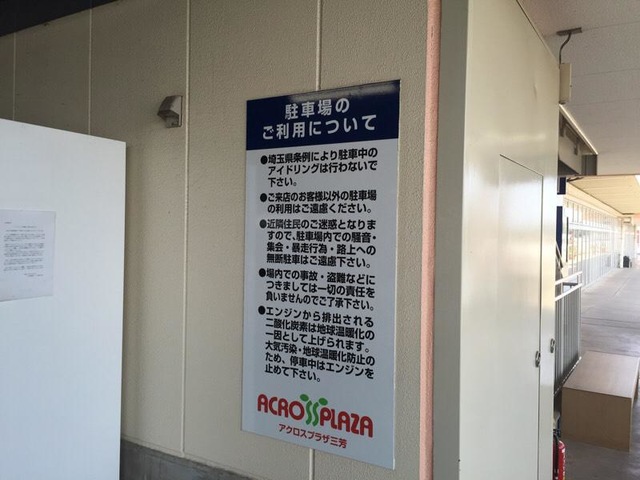 駐車場の
ご利用について
●埼玉県条例により駐車中の
アイドリングは行わないで
下さい。
●ご来店のお客様以外の駐車場
の利用はご遠慮ください。
●近隣住民のご迷惑となりま
すので、駐車場内での騒音・
集会・暴走行為・路上への
無断駐車はご遠慮下さい。
●場内での事故・盗難などに
つきましては一切の責任を
負いませんのでご了承下さい。
●エンジンから排出される
二酸化炭素は地球温暖化の
一因として上げられます。
大気汚染・地球温暖化防止の
ため、停車中はエンジンを
止めて下さい。
ACROSSPLAZA
アクロスプラザ三芳